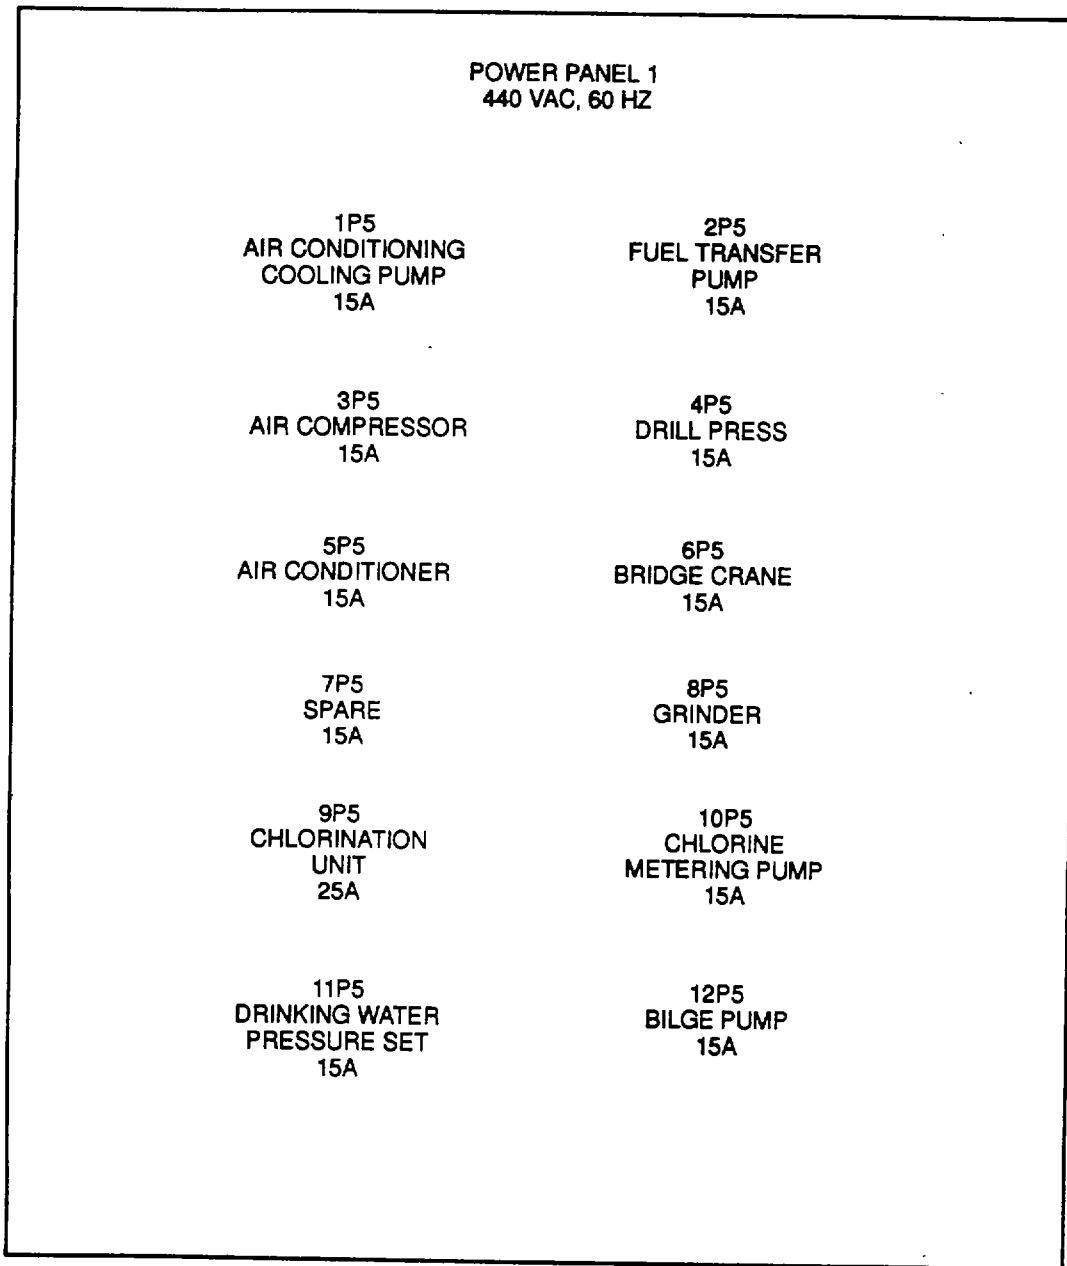 POWER PANEL 1
440 VAC, 60 HZ
1P5
AIR CONDITIONING
COOLING PUMP
15A
2P5
FUEL TRANSFER
PUMP
15A
3P5
AIR COMPRESSOR
15A
4P5
DRILL PRESS
15A
5P5
AIR CONDITIONER
15A
6P5
BRIDGE CRANE
15A
7P5
SPARE
15A
8P5
GRINDER
15A
9P5
CHLORINATION
UNIT
25A
10P5
CHLORINE
METERING PUMP
15A
11P5
DRINKING WATER
PRESSURE SET
15A
12P5
BILGE PUMP
15A